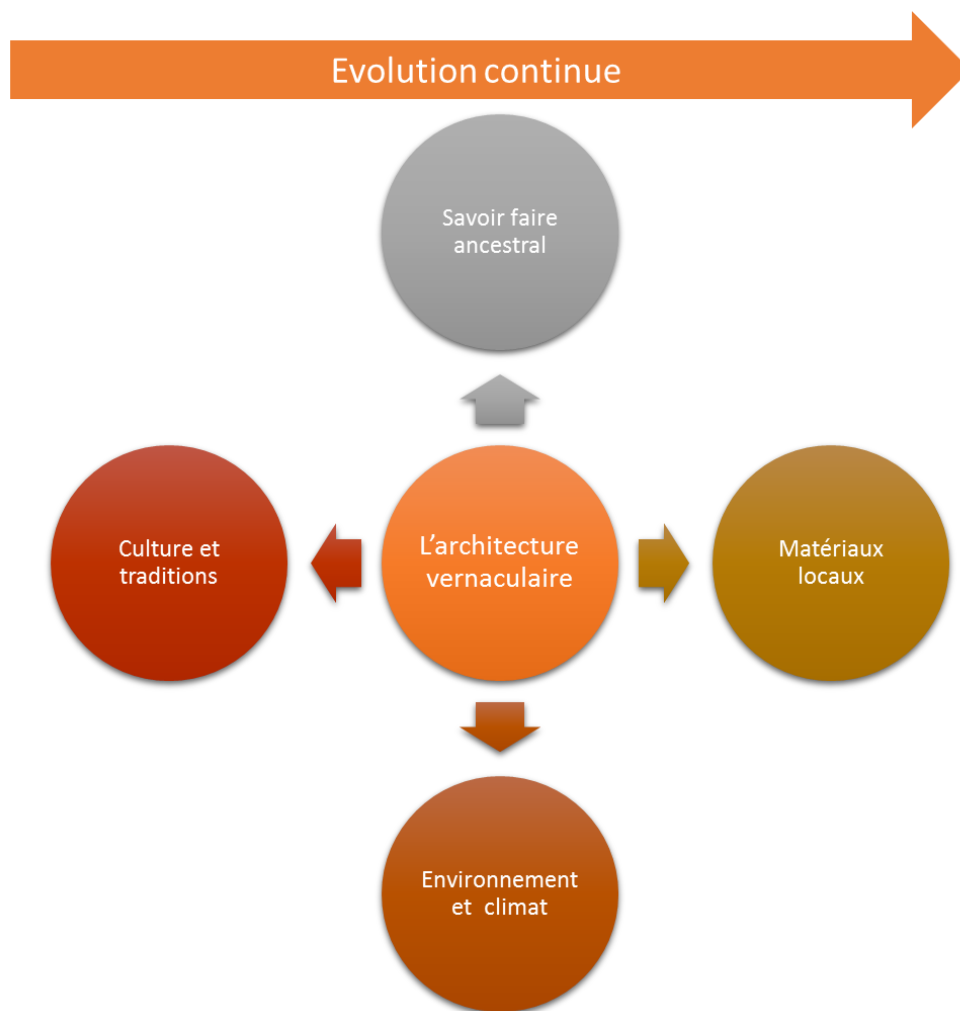 Evolution continue
Savoir faire
ancestral
Culture et
traditions
L’architecture
vernaculaire
Matériaux
locaux
Environnement
et climat